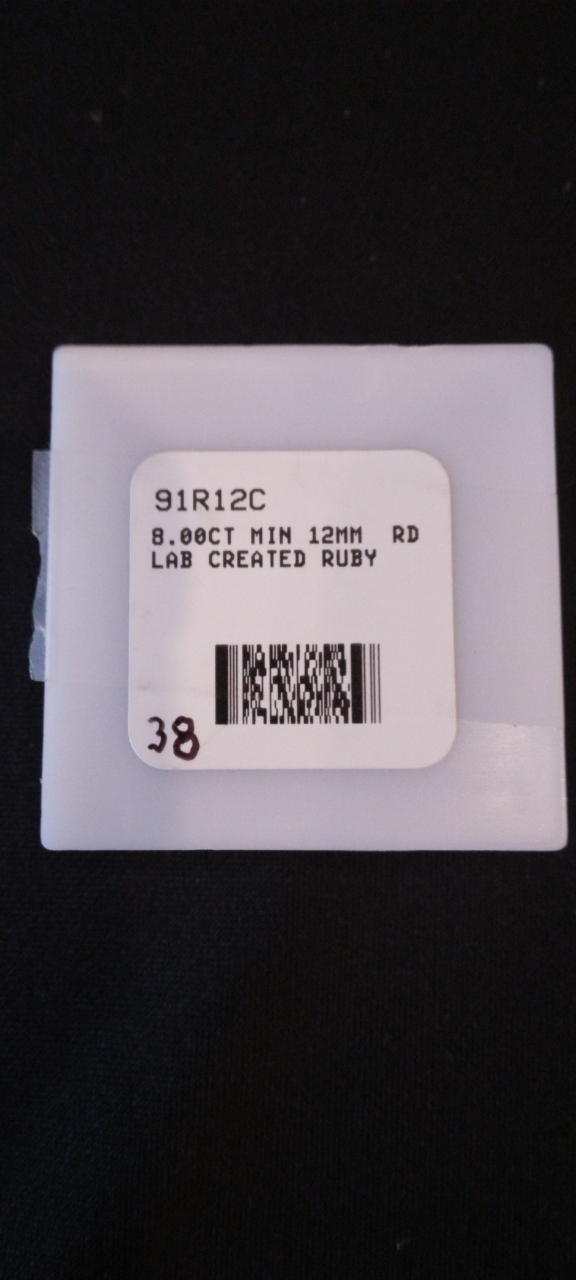 91R12C
8.00CT MIN 12MM  RD
LAB CREATED RUBY
38